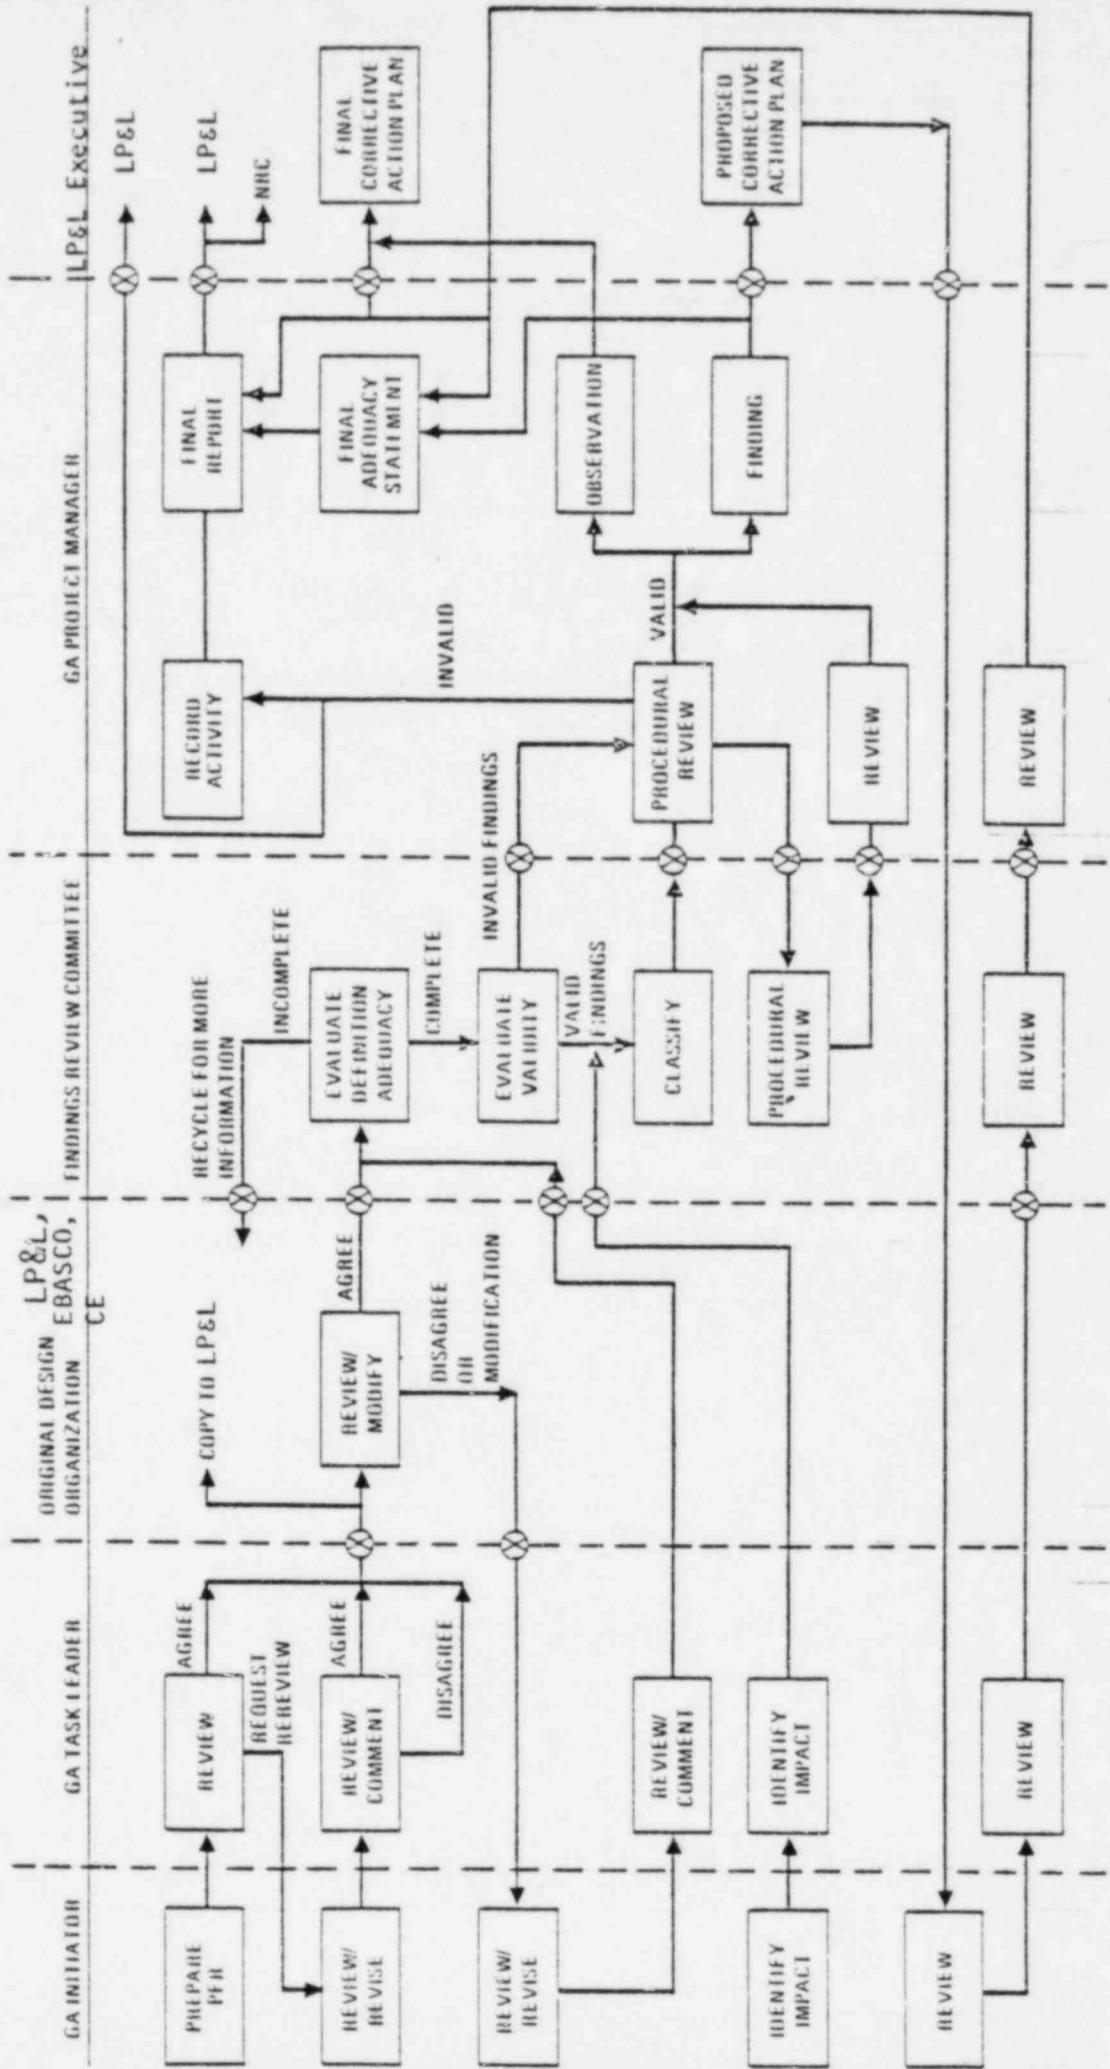 GA INITIATOR
GA TASK LEADER
ORIGINAL DESIGN
ORGANIZATION
LP&L,
EBASCO,
CE
FINDINGS REVIEW COMMITTEE
GA PROJECT MANAGER
LP&L Executive
PREPARE
PFR
REVIEW
AGREE
REQUEST
REREVIEW
COPY TO LP&L
RECYCLE FOR MORE
INFORMATION
INCOMPLETE
RECORD
ACTIVITY
FINAL
REPORT
LP&L
LP&L
NRC
REVIEW/
REVISE
REVIEW/
COMMENT
AGREE
DISAGREE
REVIEW/
MODIFY
AGREE
DISAGREE
OR
MODIFICATION
EVALUATE
DEFINITION
ADEQUACY
COMPLETE
INVALID
FINAL
ADEQUACY
STATEMENT
FINAL
CORRECTIVE
ACTION PLAN
REVIEW/
REVISE
EVALUATE
VALIDITY
INVALID FINDINGS
VALID
FINDINGS
OBSERVATION
REVIEW/
COMMENT
CLASSIFY
PROCEDURAL
REVIEW
VALID
FINDING
PROPOSED
CORRECTIVE
ACTION PLAN
IDENTIFY
IMPACT
IDENTIFY
IMPACT
PROCEDURAL
REVIEW
REVIEW
REVIEW
REVIEW
REVIEW
REVIEW